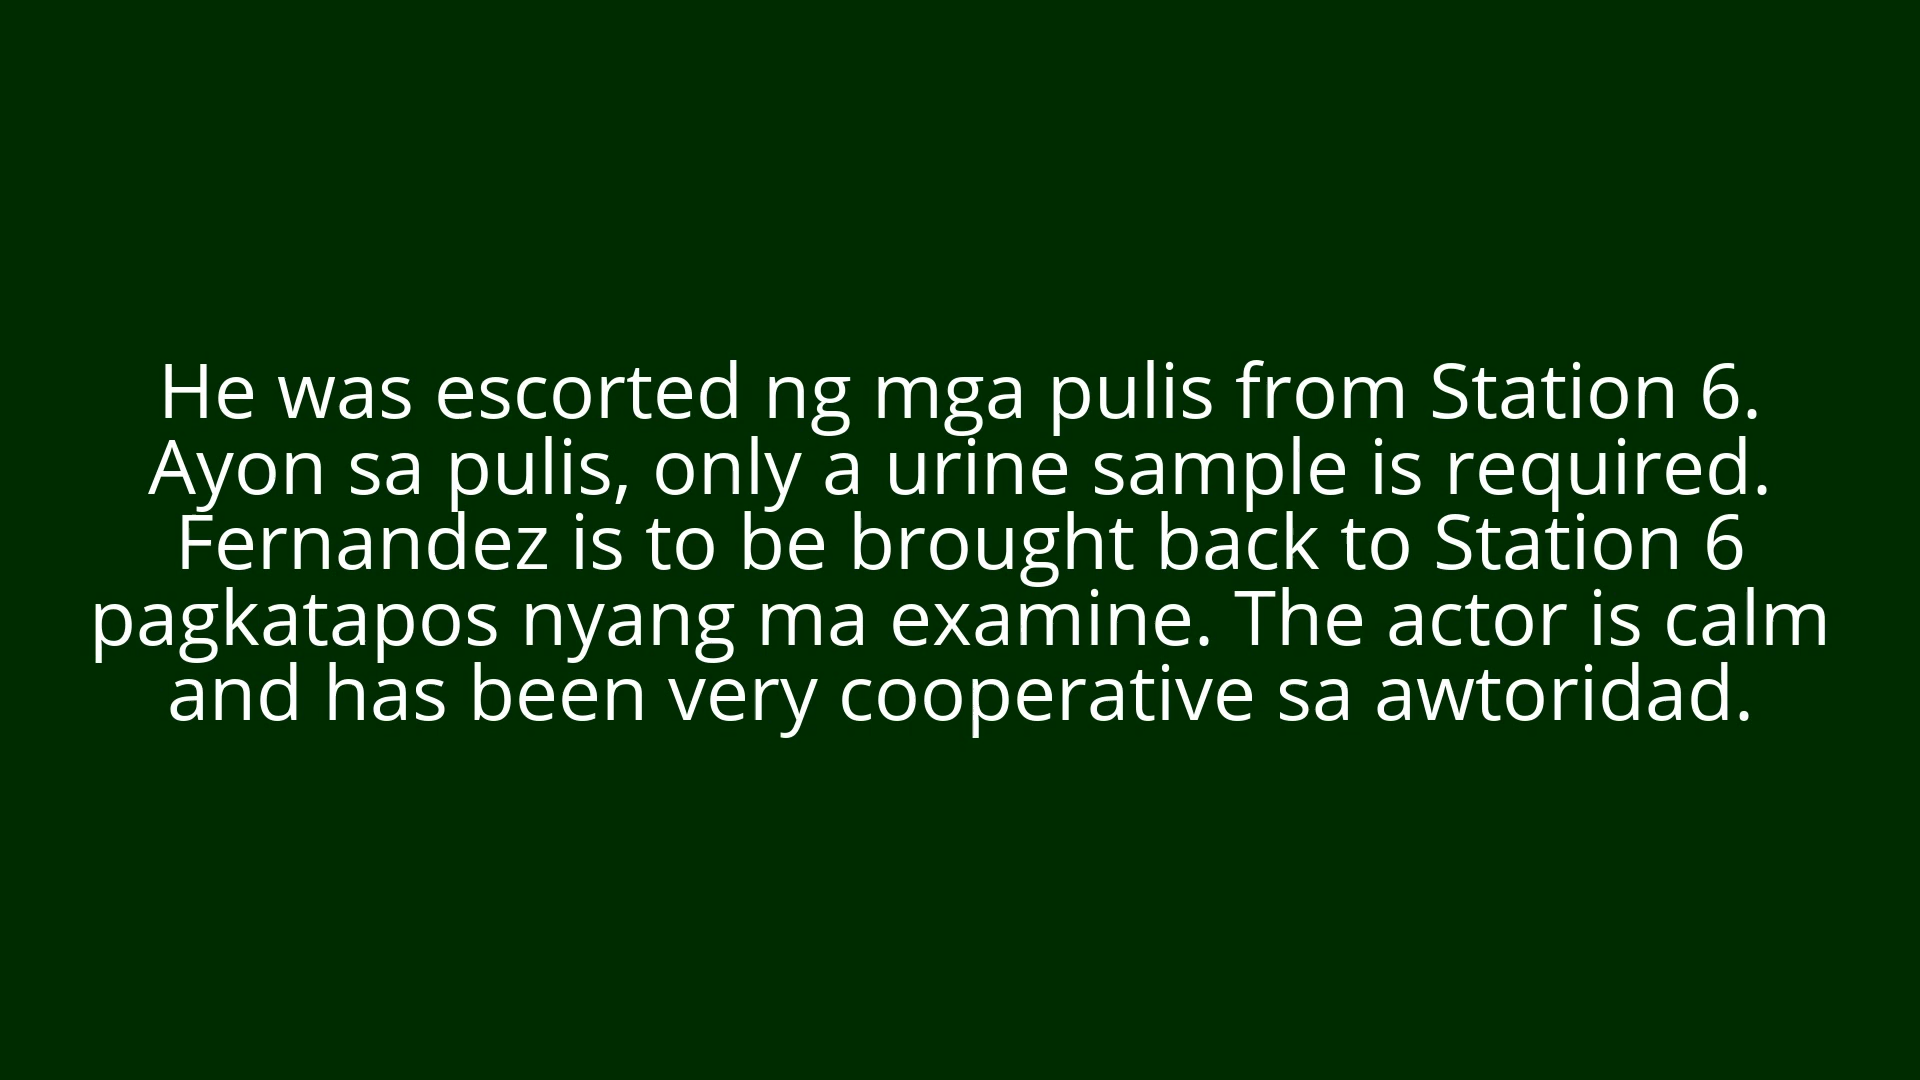 He was escorted ng mga pulis from Station 6.
Ayon sa pulis, only a urine sample is required.
Fernandez is to be brought back to Station 6
pagkatapos nyang ma examine. The actor is calm
and has been very cooperative sa awtoridad.